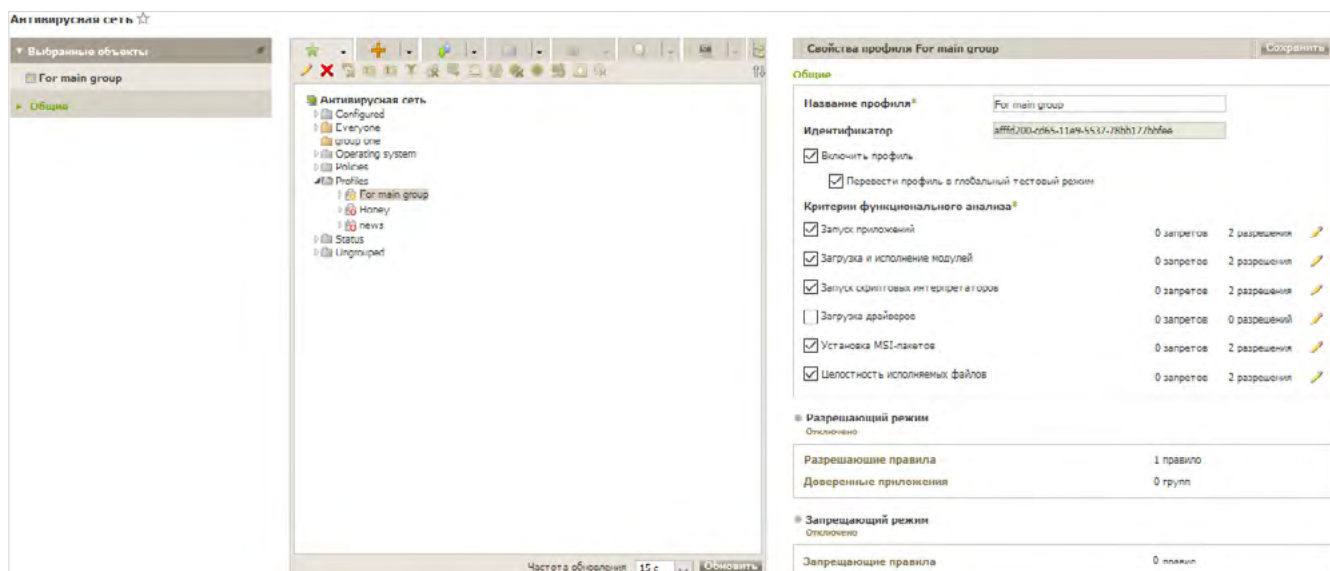 Антивирусная сеть
Выбранные объекты
For main group
Общие
Антивирусная сеть
Configured
Everyone
group one
Operating system
Policies
Profiles
For main group
Honey
news
Status
Ungrouped
Частота обновления 15 с Обновить
Свойства профиля For main group Сохранить
Общие
Название профиля* For main group
Идентификатор afffd200-cd65-11e9-5537-78bb177bbfee
Включить профиль
Перевести профиль в глобальный тестовый режим
Критерии функционального анализа*
Запуск приложений 0 запретов 2 разрешения
Загрузка и исполнение модулей 0 запретов 2 разрешения
Запуск скриптовых интерпретаторов 0 запретов 2 разрешения
Загрузка драйверов 0 запретов 0 разрешений
Установка MSI-пакетов 0 запретов 2 разрешения
Целостность исполняемых файлов 0 запретов 2 разрешения
Разрешающий режим
Отключено
Разрешающие правила 1 правило
Доверенные приложения 0 групп
Запрещающий режим
Отключено
Запрещающие правила 0 правил